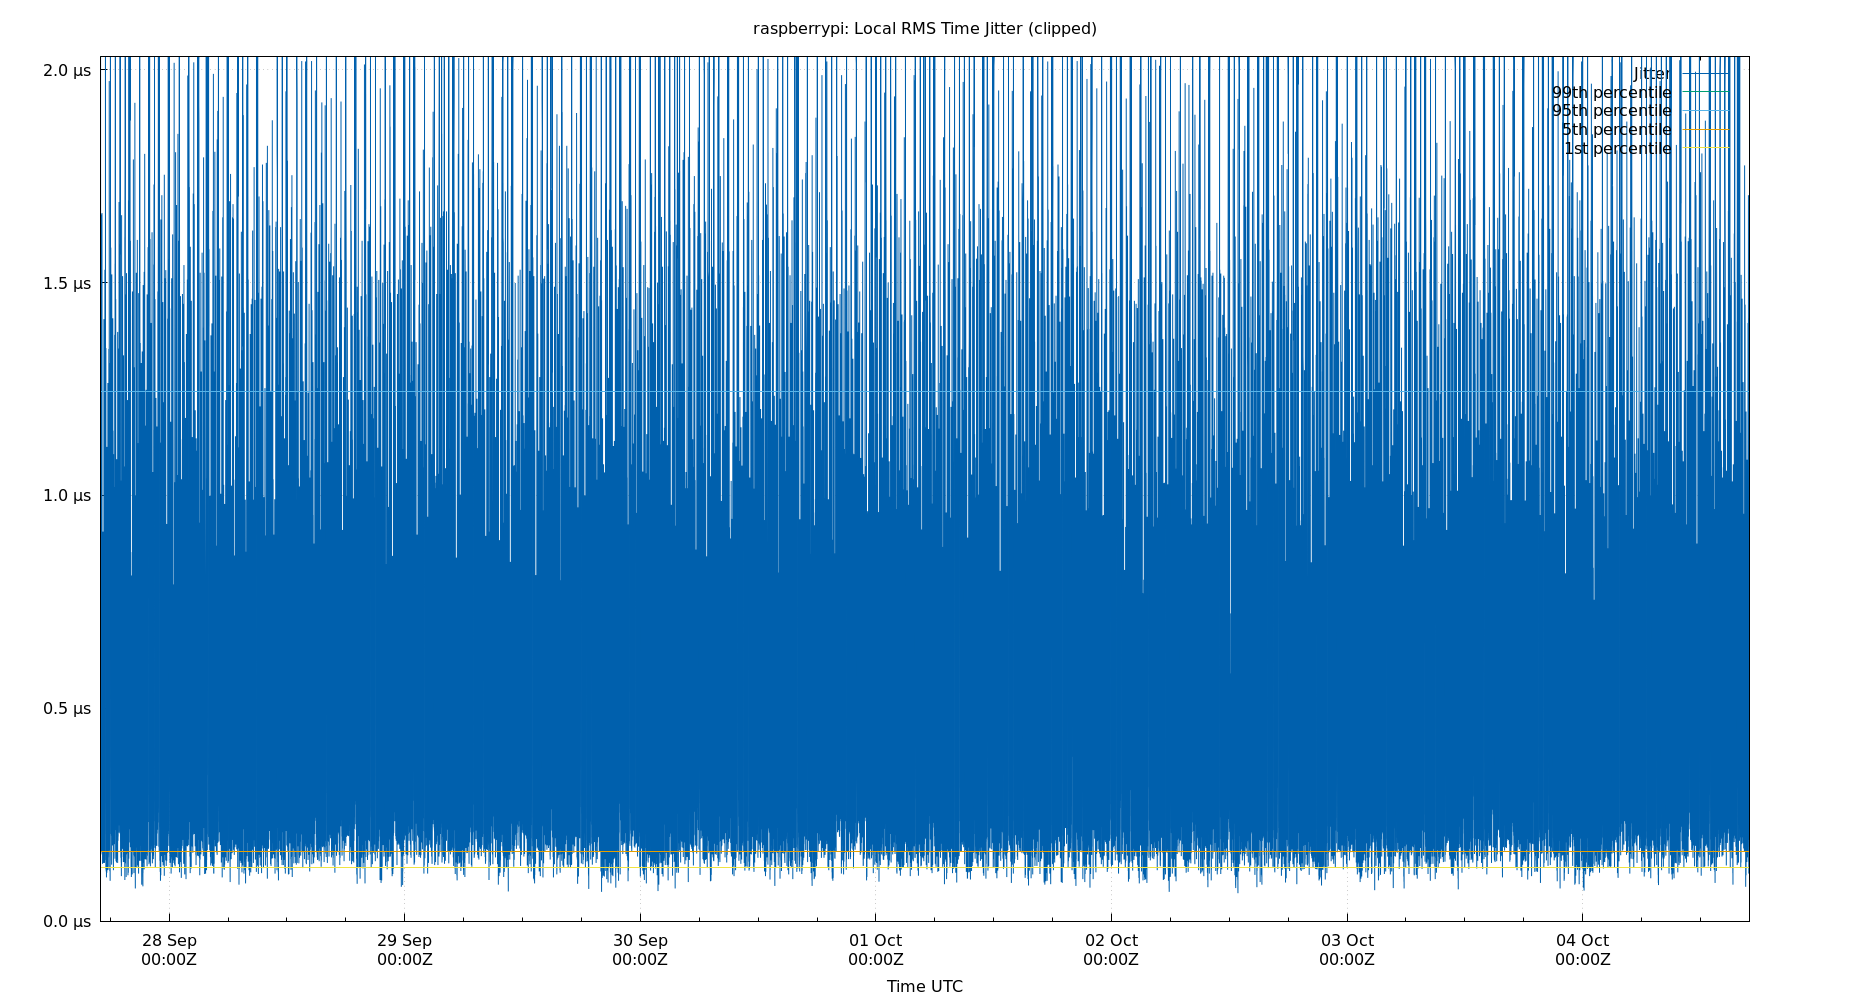 raspberrypi: Local RMS Time Jitter (clipped)
2.0 μs
1.5 μs
1.0 μs
0.5 μs
0.0 μs
Jitter
99th percentile
95th percentile
5th percentile
1st percentile
28 Sep 29 Sep 30 Sep 01 Oct 02 Oct 03 Oct 04 Oct
00:00Z 00:00Z 00:00Z 00:00Z 00:00Z 00:00Z 00:00Z
Time UTC